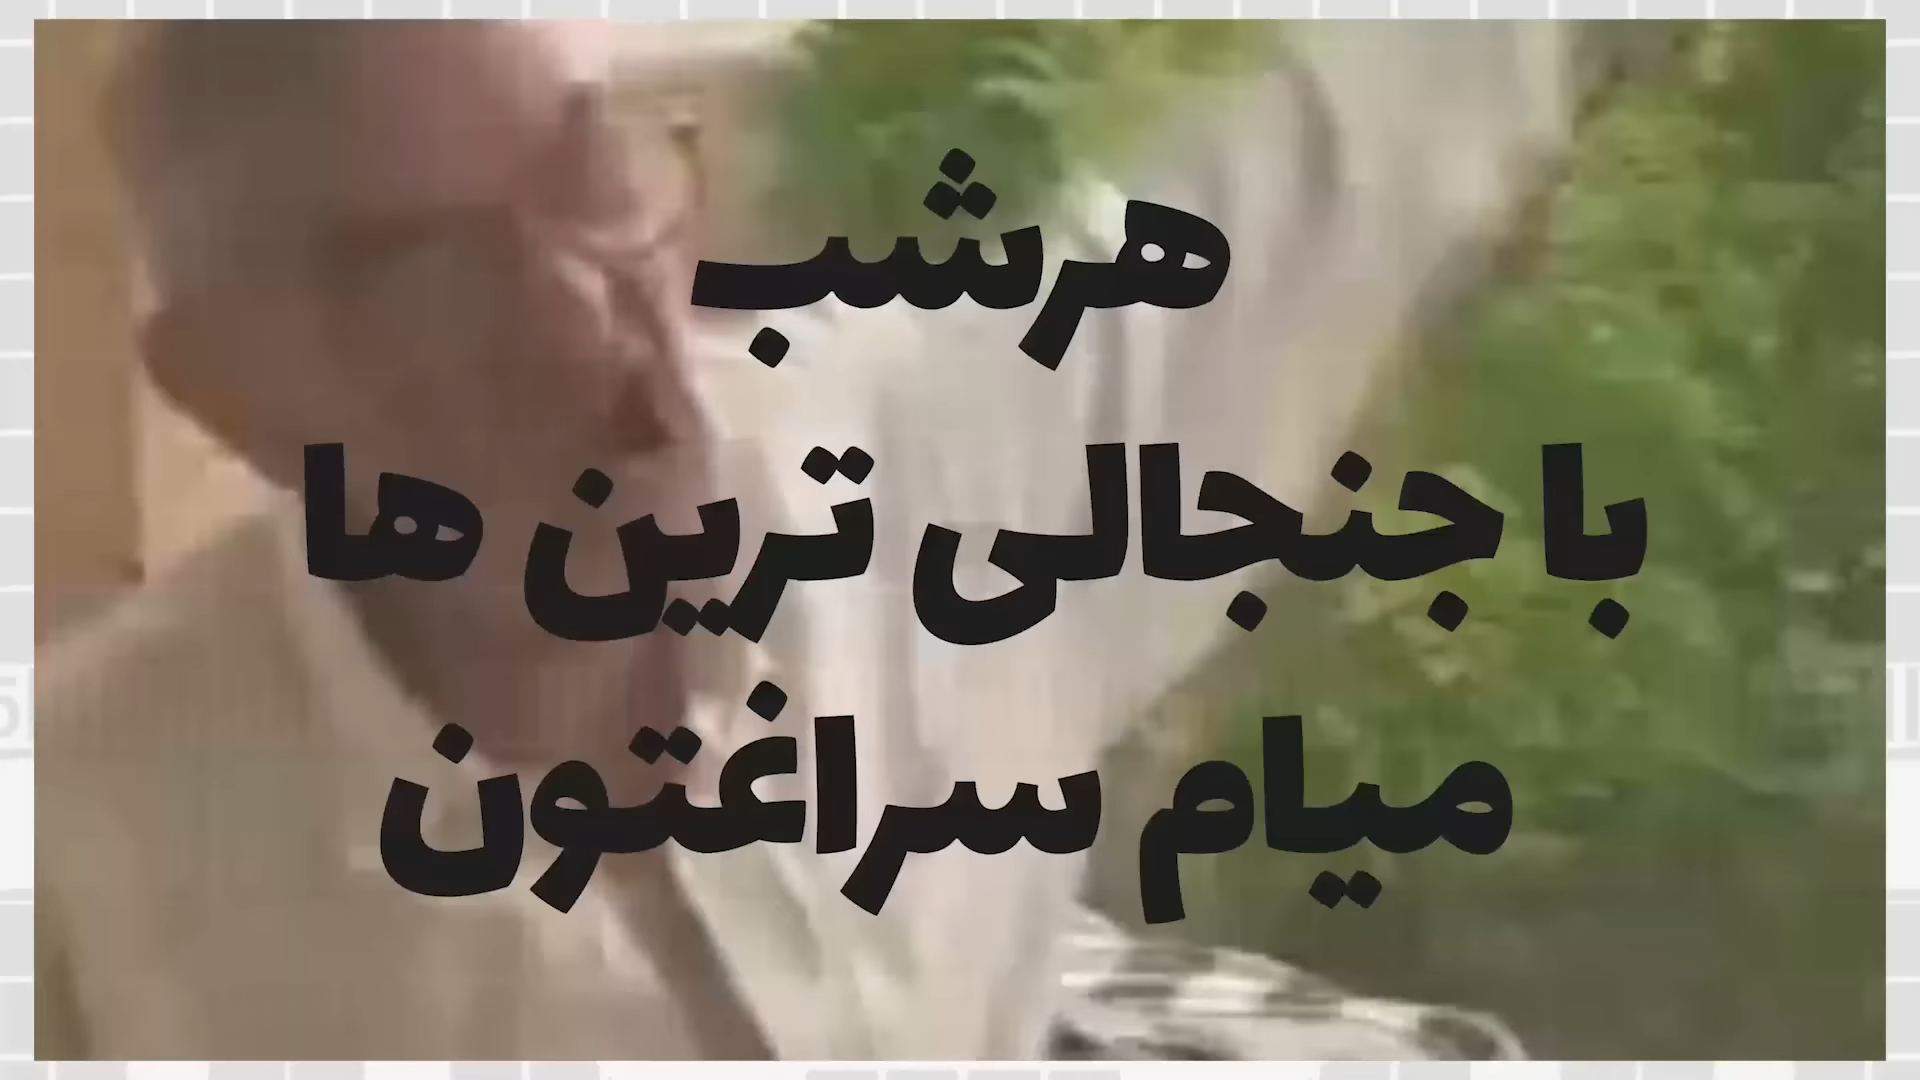 هرشب
با جنجالی ترین ها
میام سراغتون